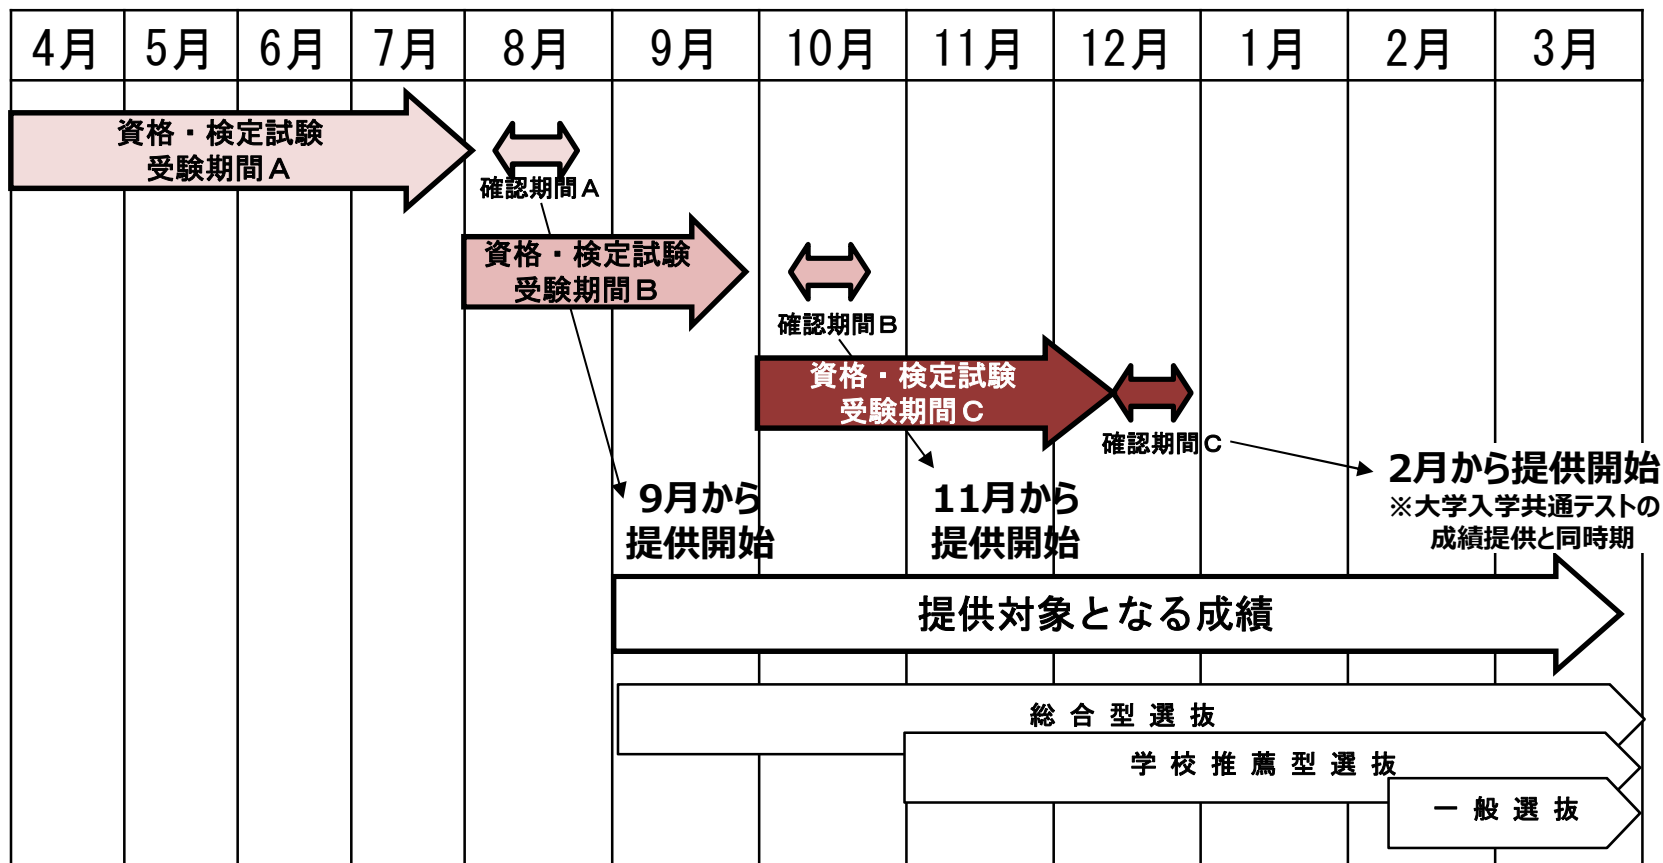 4月 5月 6月 7月 8月 9月 10月 11月 12月 1月 2月 3月
資格・検定試験
受験期間A
確認期間A
資格・検定試験
受験期間B
確認期間B
資格・検定試験
受験期間C
確認期間C
9月から
提供開始
11月から
提供開始
2月から提供開始
※大学入学共通テストの
成績提供と同時期
提供対象となる成績
総合型選抜
学校推薦型選抜
一般選抜